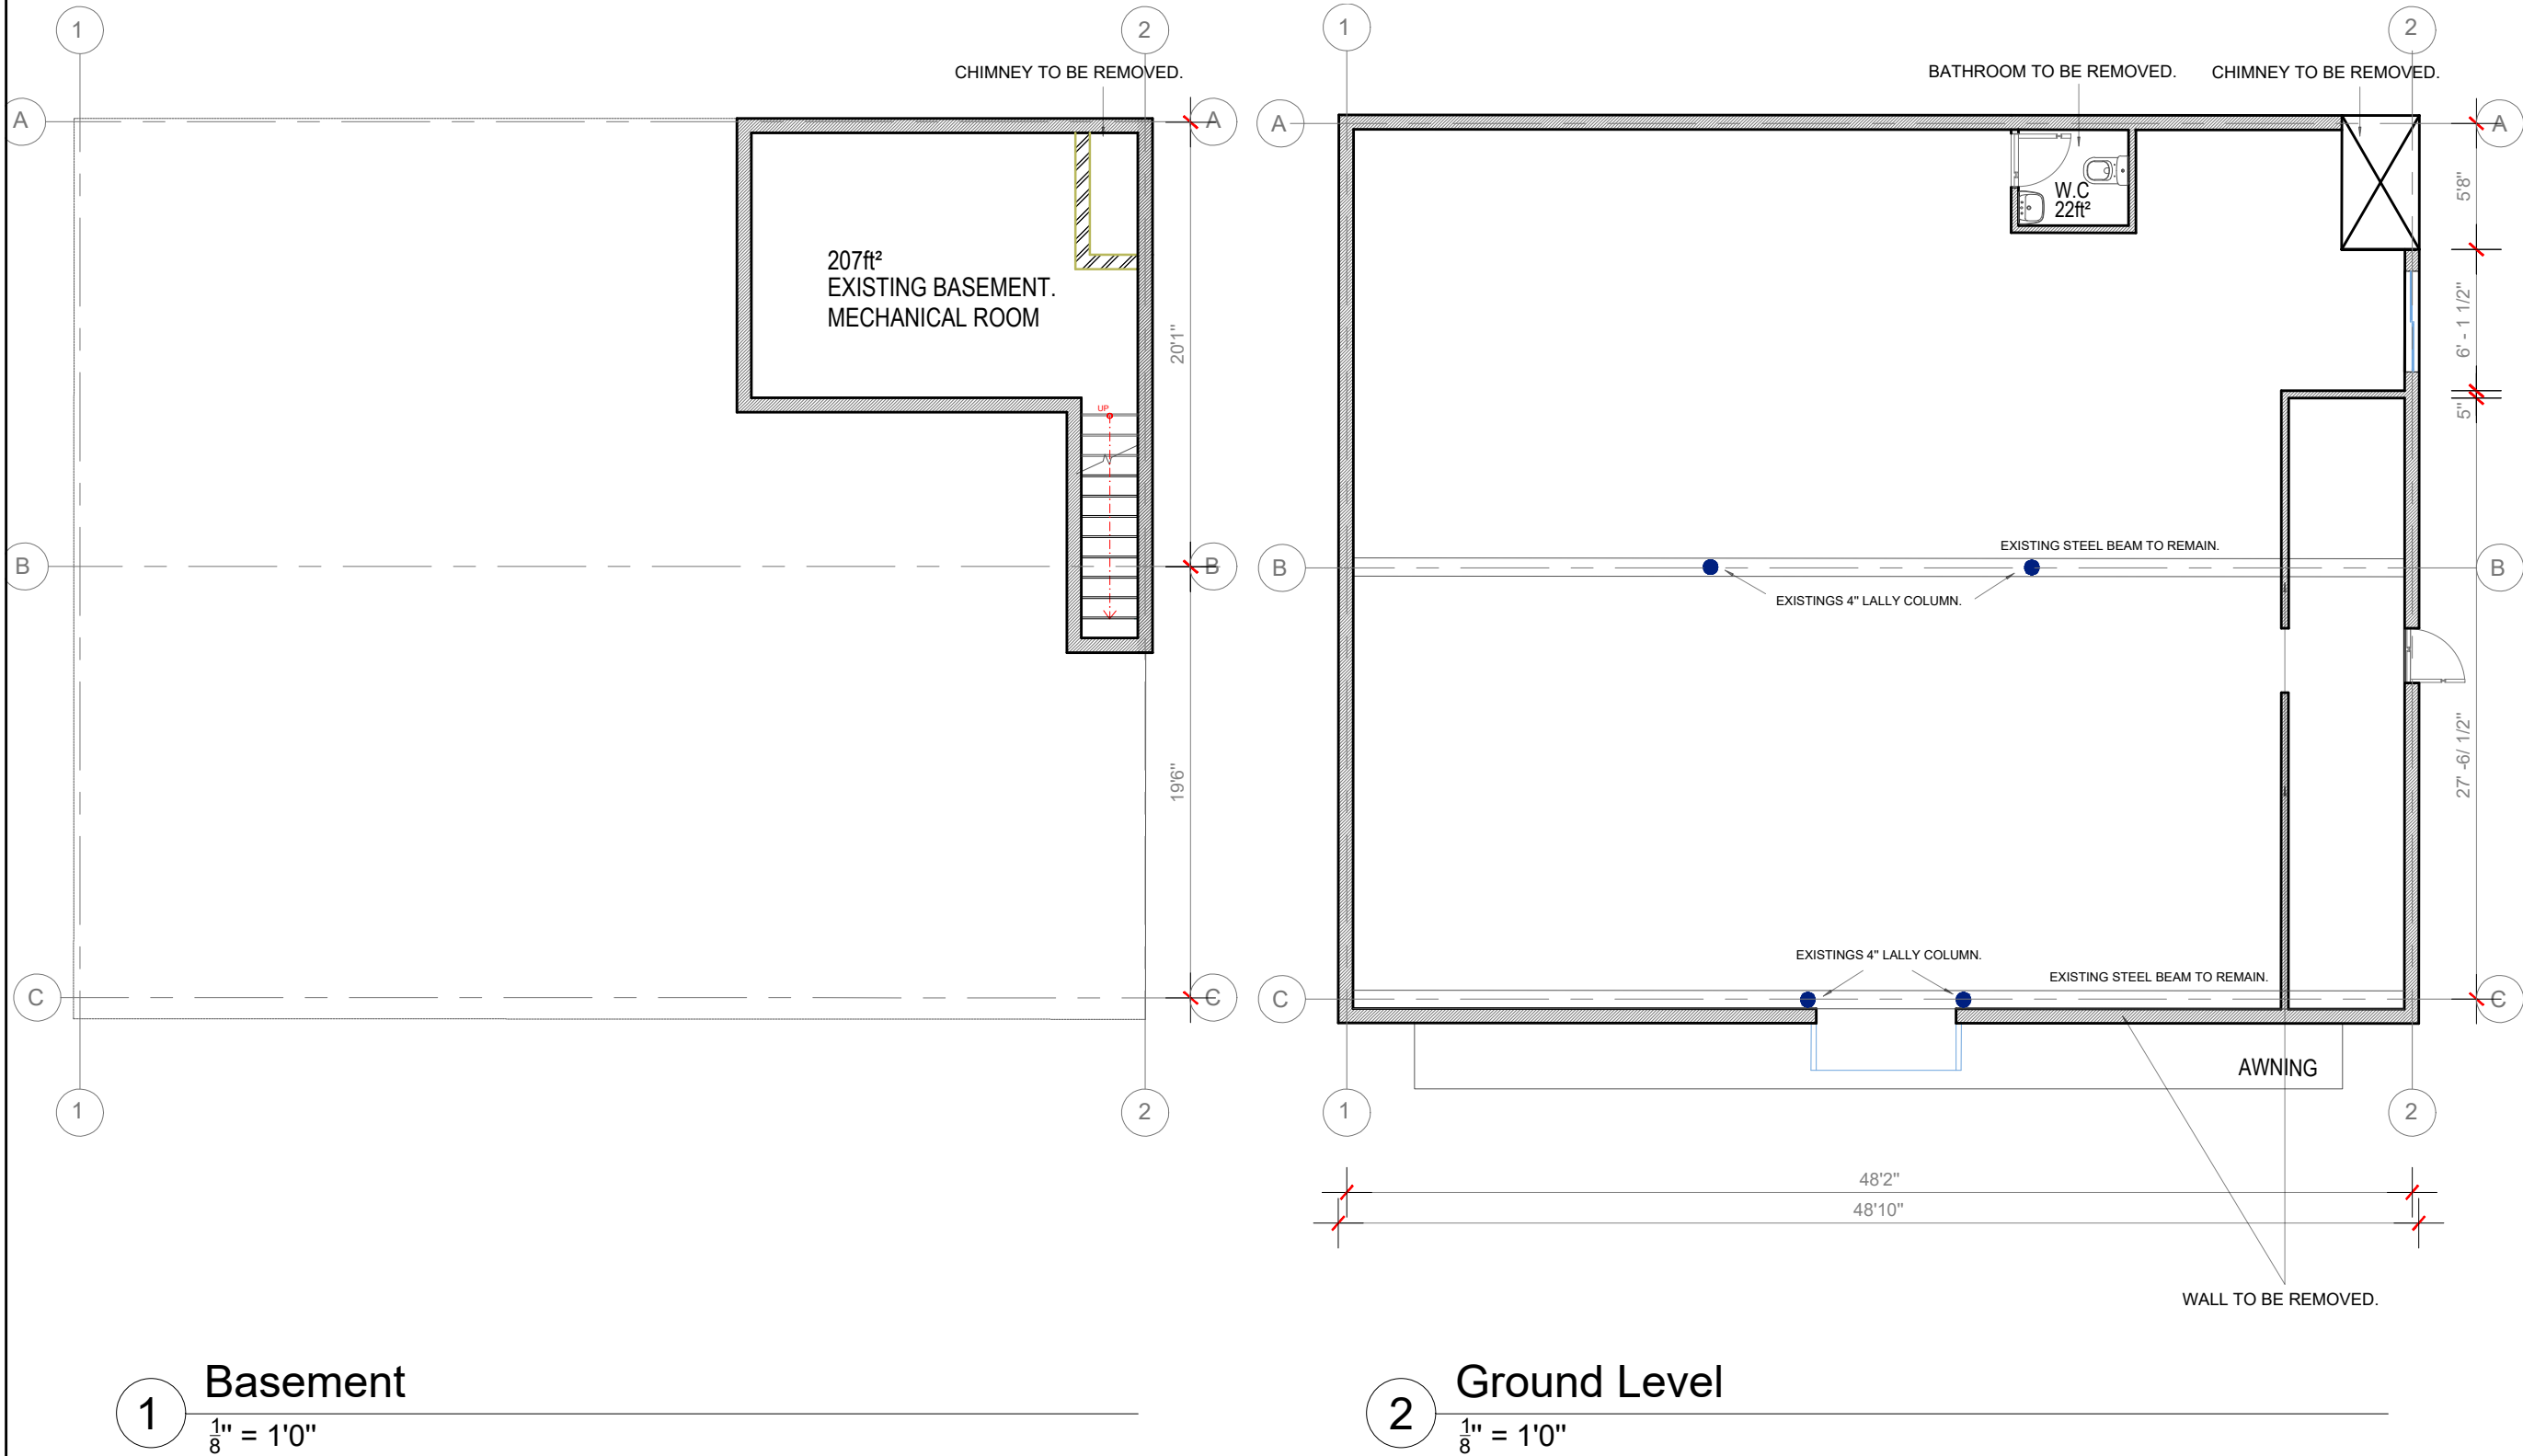 1
2
CHIMNEY TO BE REMOVED.
A
A
207ft²
EXISTING BASEMENT.
MECHANICAL ROOM
20'1"
UP
B
B
19'6"
C
C
1
2
1
Basement
1/8" = 1'0"
1
2
BATHROOM TO BE REMOVED.
CHIMNEY TO BE REMOVED.
A
A
W.C
22ft²
5'8"
6' - 1 1/2"
5"
EXISTING STEEL BEAM TO REMAIN.
B
B
EXISTINGS 4" LALLY COLUMN.
27' -6/ 1/2"
EXISTINGS 4" LALLY COLUMN.
EXISTING STEEL BEAM TO REMAIN.
C
C
AWNING
1
2
48'2"
48'10"
WALL TO BE REMOVED.
2
Ground Level
1/8" = 1'0"